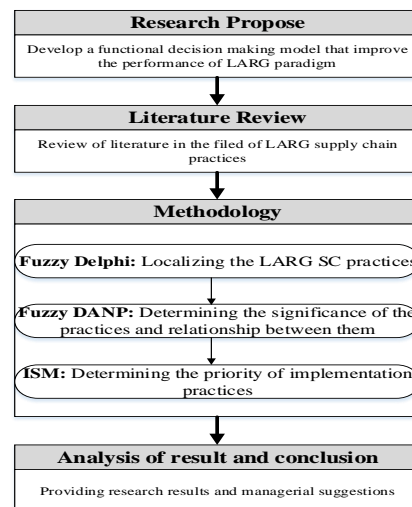 Research Propose
Develop a functional decision making model that improve
the performance of LARG paradigm
Literature Review
Review of literature in the filed of LARG supply chain
practices
Methodology
Fuzzy Delphi: Localizing the LARG SC practices
Fuzzy DANP: Determining the significance of the
practices and relationship between them
ISM: Determining the priority of implementation
practices
Analysis of result and conclusion
Providing research results and managerial suggestions